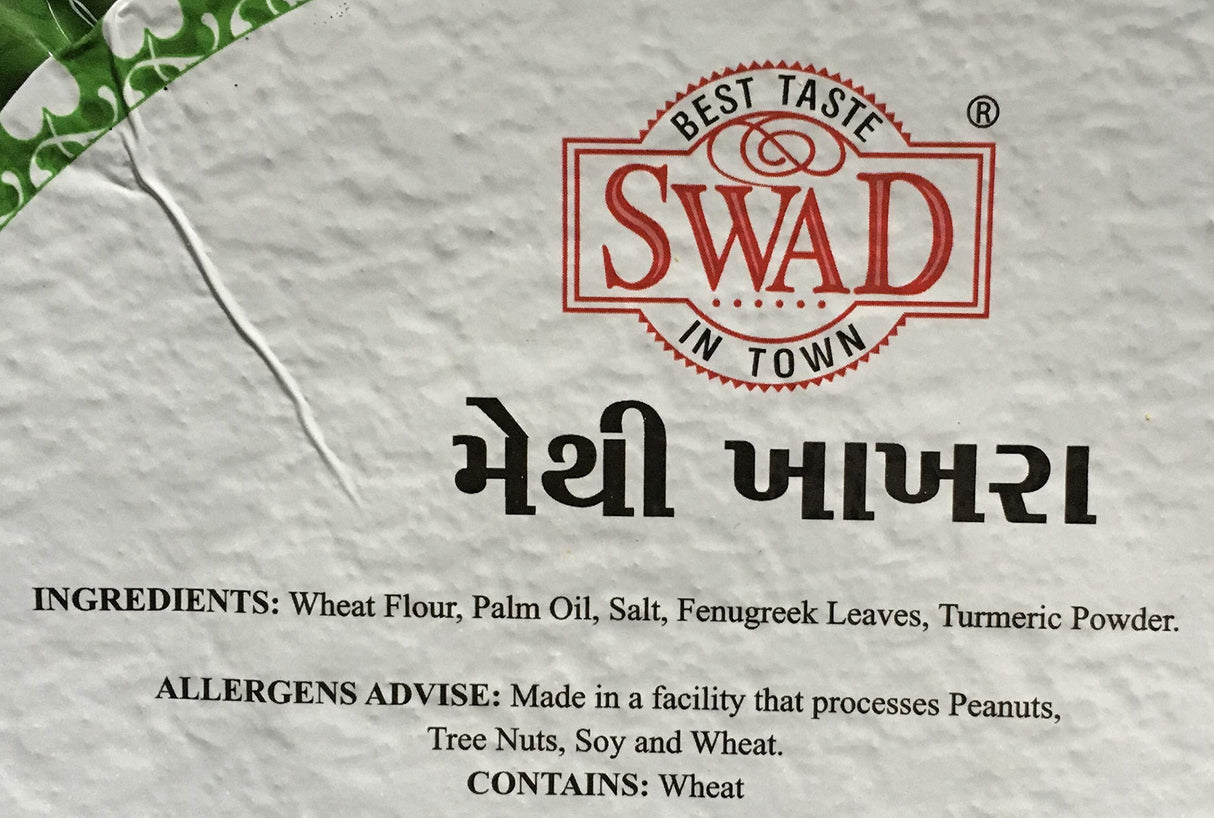 BEST TASTE
®
SWAD
IN TOWN
મેથી ખાખરા
INGREDIENTS: Wheat Flour, Palm Oil, Salt, Fenugreek Leaves, Turmeric Powder.
ALLERGENS ADVISE: Made in a facility that processes Peanuts,
Tree Nuts, Soy and Wheat.
CONTAINS: Wheat